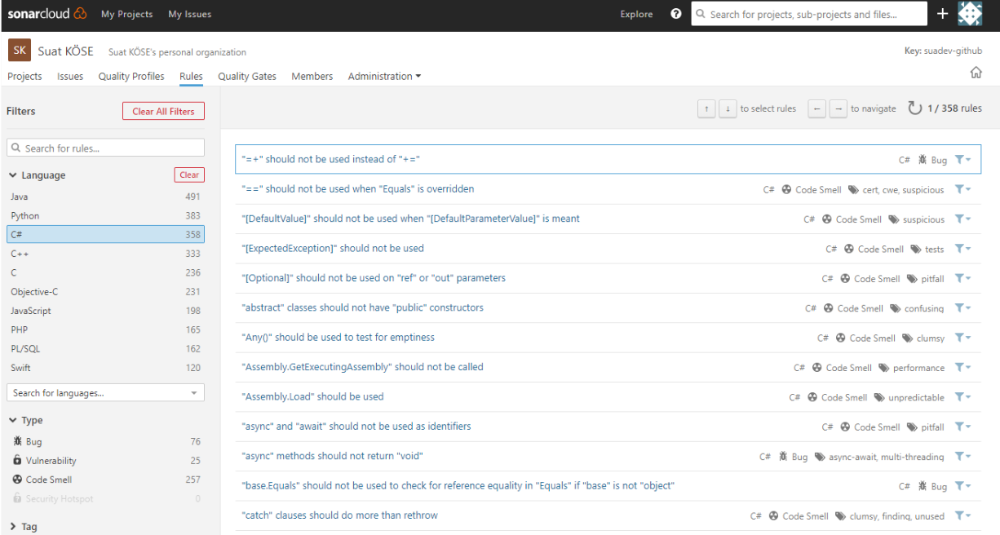 sonarcloud My Projects My Issues Explore ? Search for projects, sub-projects and files... +
SK Suat KÖSE Suat KÖSE's personal organization Key: suadev-github
Projects Issues Quality Profiles Rules Quality Gates Members Administration
Filters Clear All Filters ↑ ↓ to select rules ← → to navigate 1 / 358 rules
Search for rules...
Language Clear
Java 491
Python 383
C# 358
C++ 333
C 236
Objective-C 231
JavaScript 198
PHP 165
PL/SQL 162
Swift 120
Search for languages...
Type
Bug 76
Vulnerability 25
Code Smell 257
Security Hotspot 0
Tag
"=+" should not be used instead of "+=" C# Bug
"==" should not be used when "Equals" is overridden C# Code Smell cert, cwe, suspicious
"[DefaultValue]" should not be used when "[DefaultParameterValue]" is meant C# Code Smell suspicious
"[ExpectedException]" should not be used C# Code Smell tests
"[Optional]" should not be used on "ref" or "out" parameters C# Code Smell pitfall
"abstract" classes should not have "public" constructors C# Code Smell confusing
"Any()" should be used to test for emptiness C# Code Smell clumsy
"Assembly.GetExecutingAssembly" should not be called C# Code Smell performance
"Assembly.Load" should be used C# Code Smell unpredictable
"async" and "await" should not be used as identifiers C# Code Smell pitfall
"async" methods should not return "void" C# Bug async-await, multi-threading
"base.Equals" should not be used to check for reference equality in "Equals" if "base" is not "object" C# Bug
"catch" clauses should do more than rethrow C# Code Smell clumsy, finding, unused